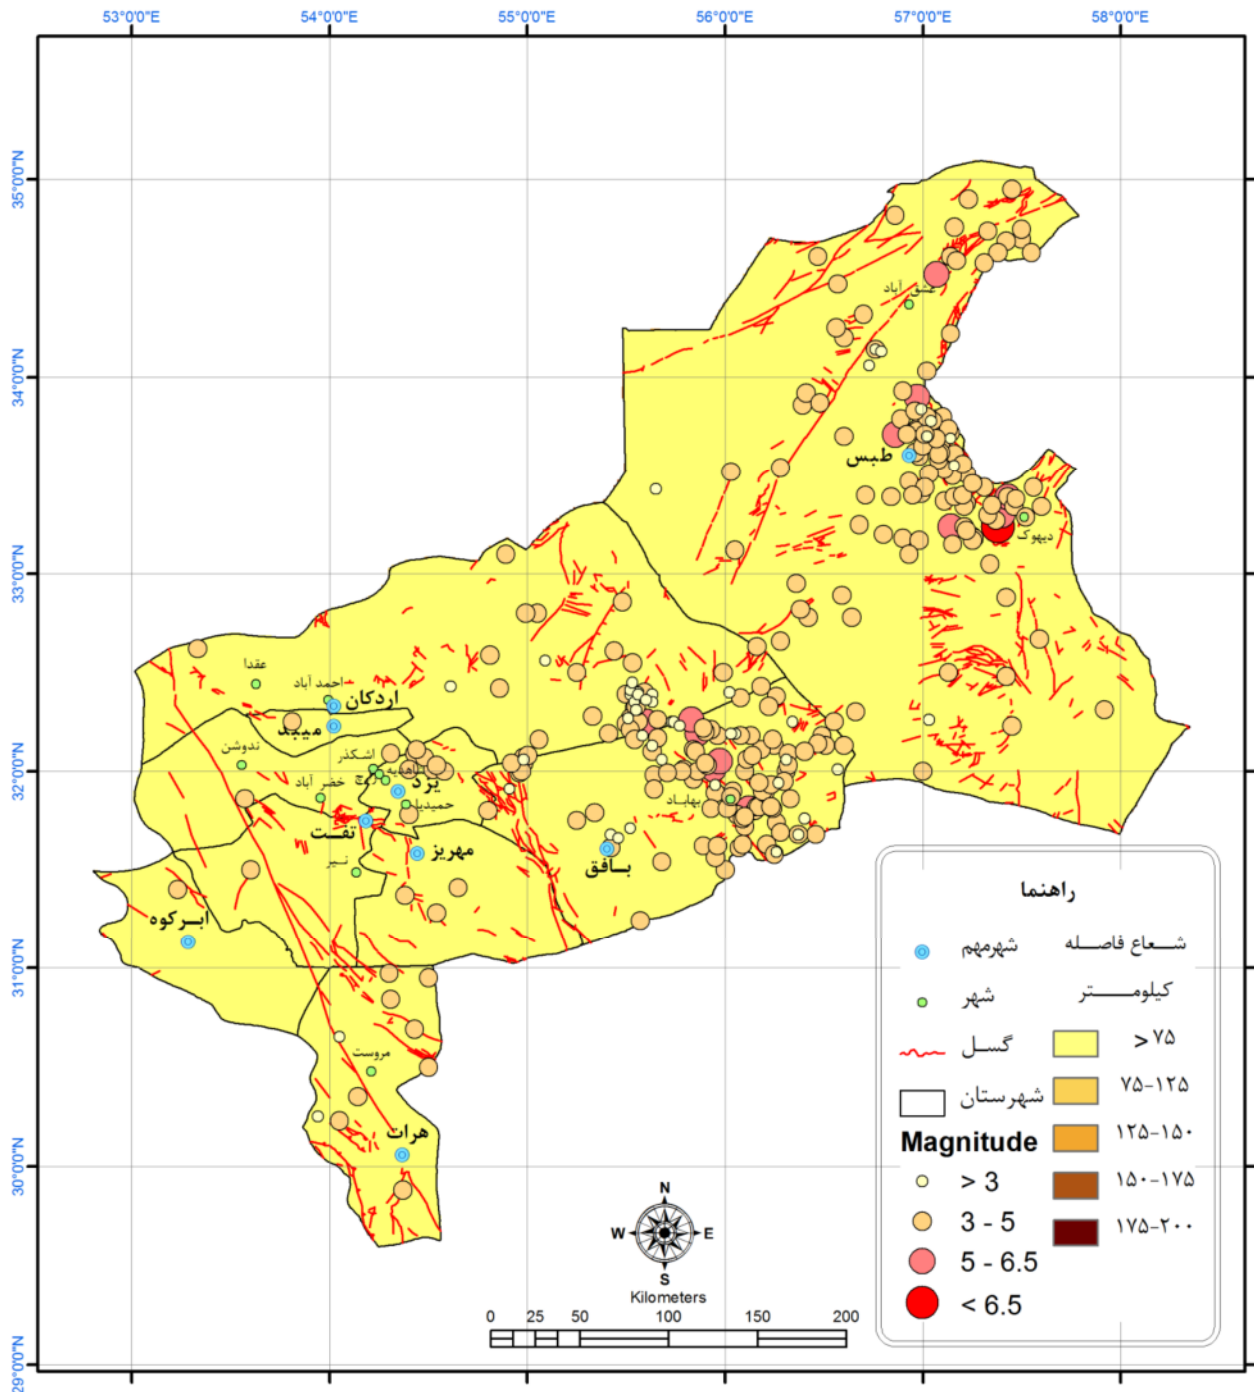 53°0'0"E 54°0'0"E 55°0'0"E 56°0'0"E 57°0'0"E 58°0'0"E
35°0'0"N
34°0'0"N
33°0'0"N
32°0'0"N
31°0'0"N
30°0'0"N
29°0'0"N
عشق آباد
طبس
دیهوک
عقدا
احمد آباد
اردکان
میبد
ندوشن
اشکذر
خضر آباد
یزد
حمیدیا
بهاباد
تفت
مهریز
بافق
نیر
ابرکوه
مروست
هرات
راهنما
شهرمهم
شهر
گسل
شهرستان
شعاع فاصله
کیلومتر
> ۷۵
۷۵-۱۲۵
۱۲۵-۱۵۰
۱۵۰-۱۷۵
۱۷۵-۲۰۰
Magnitude
> 3
3 - 5
5 - 6.5
< 6.5
N
W E
S
Kilometers
0 25 50 100 150 200